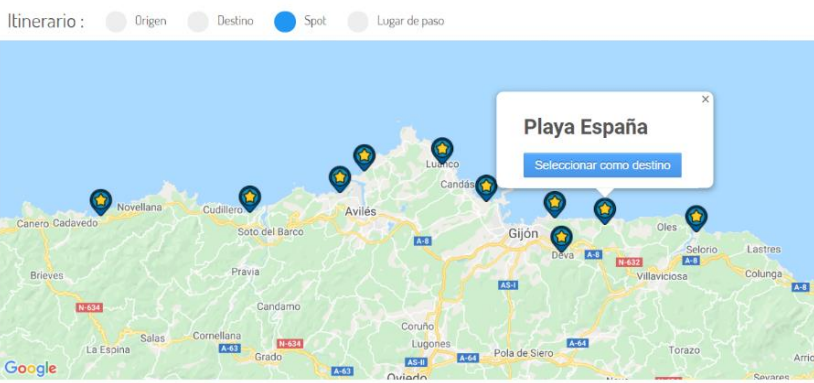 Itinerario :
Origen
Destino
Spot
Lugar de paso
×
Playa España
Seleccionar como destino
Luanco
Candás
Novellana
Cudillero
Canero
Cadavedo
Avilés
Soto del Barco
Gijón
Oles
A-8
Selorio
Lastres
Deva
A-8
N-632
A-8
Brieves
Pravia
Villaviciosa
Colunga
AS-I
A-8
N-634
Candamo
Coruño
Salas
Cornellana
La Espina
A-63
N-634
Grado
Lugones
A-64
Pola de Siero
Torazo
AS-II
A-64
Google
A-63
Oviedo
Sevares